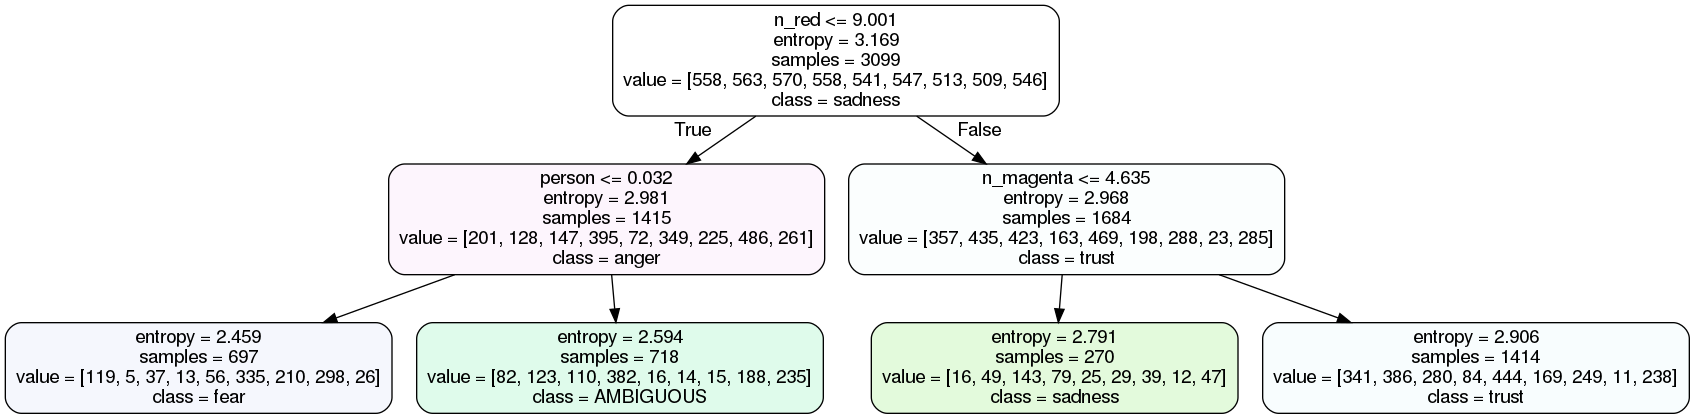 n_red <= 9.001
entropy = 3.169
samples = 3099
value = [558, 563, 570, 558, 541, 547, 513, 509, 546]
class = sadness
True
False
person <= 0.032
entropy = 2.981
samples = 1415
value = [201, 128, 147, 395, 72, 349, 225, 486, 261]
class = anger
n_magenta <= 4.635
entropy = 2.968
samples = 1684
value = [357, 435, 423, 163, 469, 198, 288, 23, 285]
class = trust
entropy = 2.459
samples = 697
value = [119, 5, 37, 13, 56, 335, 210, 298, 26]
class = fear
entropy = 2.594
samples = 718
value = [82, 123, 110, 382, 16, 14, 15, 188, 235]
class = AMBIGUOUS
entropy = 2.791
samples = 270
value = [16, 49, 143, 79, 25, 29, 39, 12, 47]
class = sadness
entropy = 2.906
samples = 1414
value = [341, 386, 280, 84, 444, 169, 249, 11, 238]
class = trust